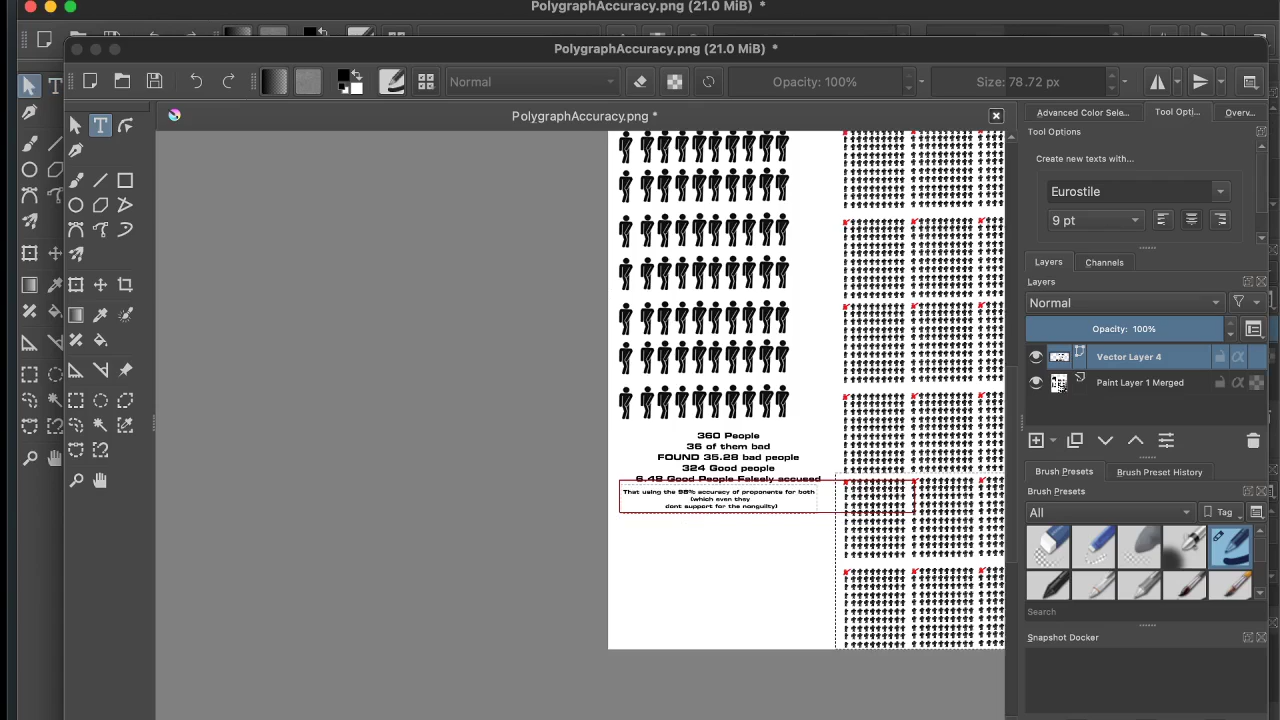 PolygraphAccuracy.png (21.0 MiB) *
PolygraphAccuracy.png (21.0 MiB) *
Normal
Opacity: 100%
Size: 78.72 px
PolygraphAccuracy.png *
Advanced Color Sele...
Tool Opti...
Overv...
Tool Options
Create new texts with...
Eurostile
9 pt
Layers
Channels
Layers
Normal
Opacity: 100%
Vector Layer 4
Paint Layer 1 Merged
Brush Presets
Brush Preset History
Brush Presets
All
Tag
Search
Snapshot Docker
360 People
36 of them bad
FOUND 35.28 bad people
324 Good people
6.48 Good People Falsely accused
That using the 98% accuracy of proponents for both
(which even they
dont support for the nonguilty)